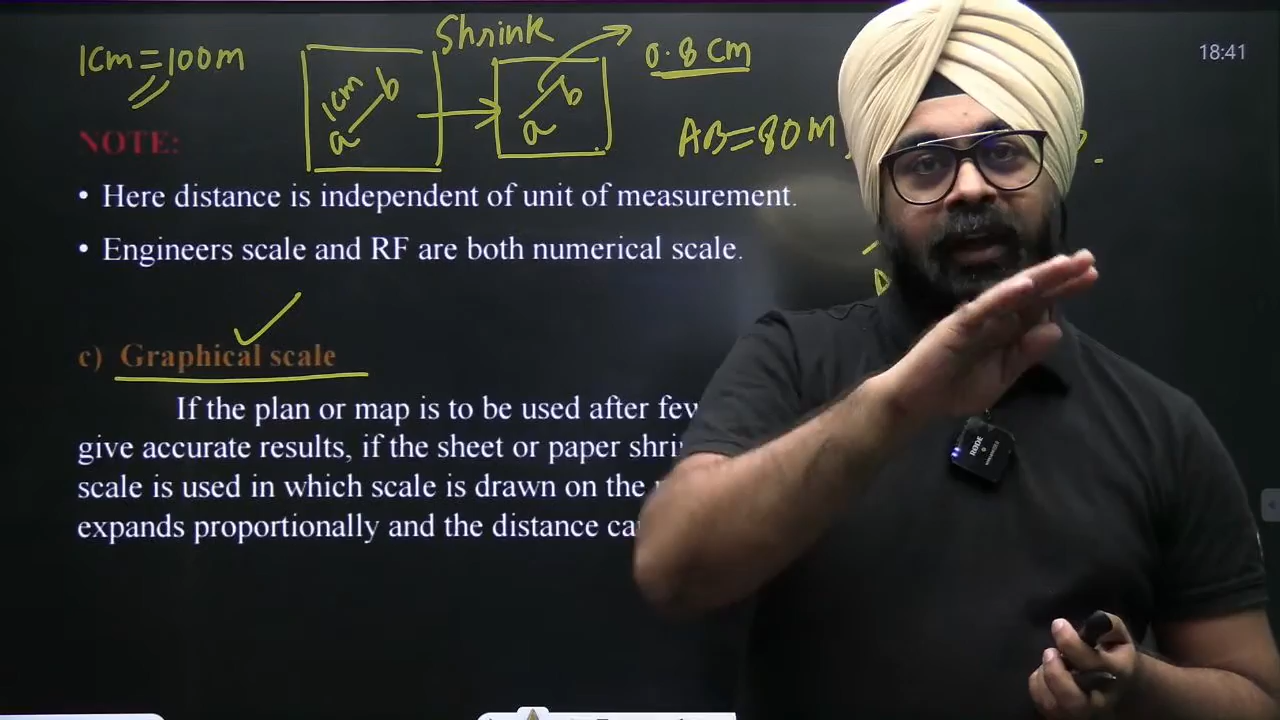 1cm = 100m
Shrink
0.8 cm
18:41
1cm
a b
a b
AB = 80M
NOTE:
• Here distance is independent of unit of measurement.
• Engineers scale and RF are both numerical scale.
c) Graphical scale
If the plan or map is to be used after few
give accurate results, if the sheet or paper
scale is used in which scale is drawn on the
expands proportionally and the distance
RODE